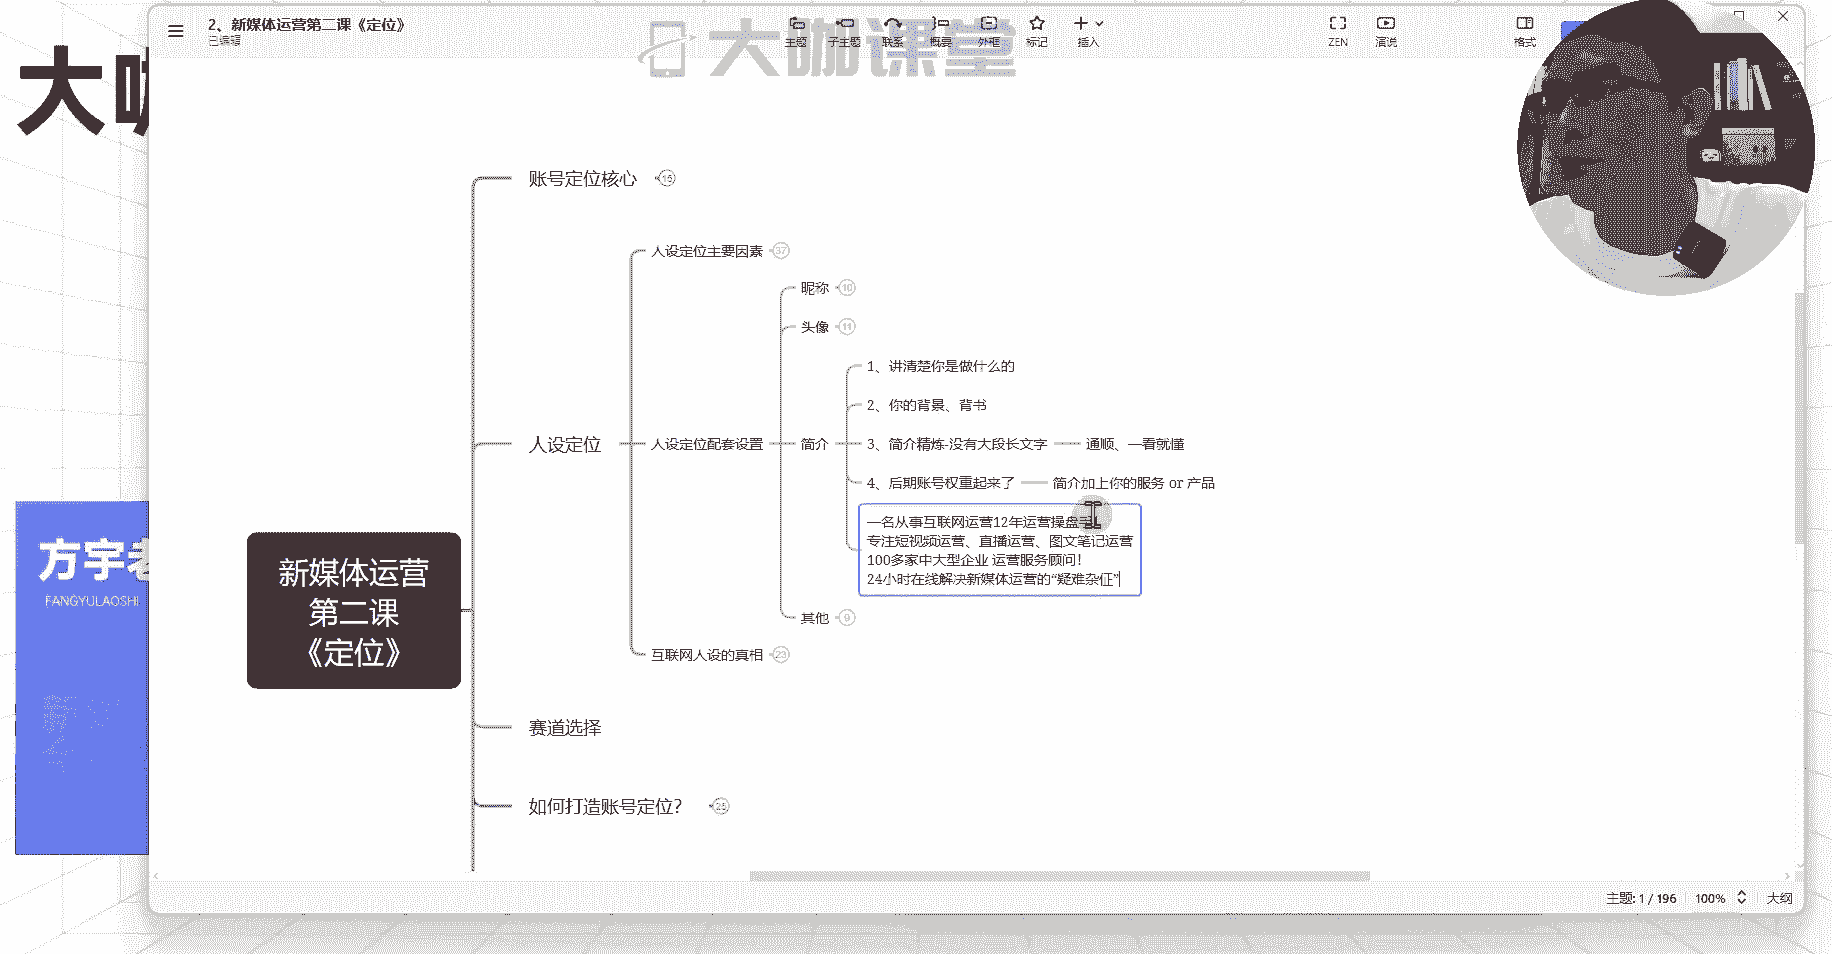 2、新媒体运营第二课《定位》
已编辑
主题
子主题
联系
概要
外框
标记
插入
ZEN
演说
格式
大咖课堂
大咖
账号定位核心 15
人设定位主要因素 37
昵称 10
头像 11
1、讲清楚你是做什么的
2、你的背景、背书
人设定位
人设定位配套设置
简介
3、简介精炼-没有大段长文字
通顺、一看就懂
4、后期账号权重起来了
简介加上你的服务 or 产品
一名从事互联网运营12年运营操盘手
专注短视频运营、直播运营、图文笔记运营
100多家中大型企业 运营服务顾问！
24小时在线解决新媒体运营的“疑难杂症”
其他 9
互联网人设的真相 23
新媒体运营
第二课
《定位》
方宇老
FANGYULAOSHI
赛道选择
如何打造账号定位？ 25
主题: 1 / 196
100%
大纲